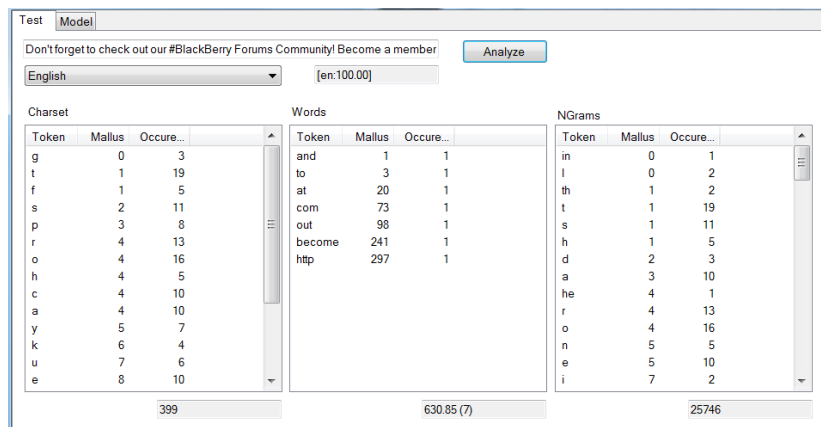 Test Model
Don't forget to check out our #BlackBerry Forums Community! Become a member Analyze
English [en:100.00]
Charset Words NGrams
Token Mallus Occure... Token Mallus Occure... Token Mallus Occure...
g 0 3 and 1 1 in 0 1
t 1 19 to 3 1 l 0 2
f 1 5 at 20 1 th 1 2
s 2 11 com 73 1 t 1 19
p 3 8 out 98 1 s 1 11
r 4 13 become 241 1 h 1 5
o 4 16 http 297 1 d 2 3
h 4 5 a 3 10
c 4 10 he 4 1
a 4 10 r 4 13
y 5 7 o 4 16
k 6 4 n 5 5
u 7 6 e 5 10
e 8 10 i 7 2
399 630.85 (7) 25746